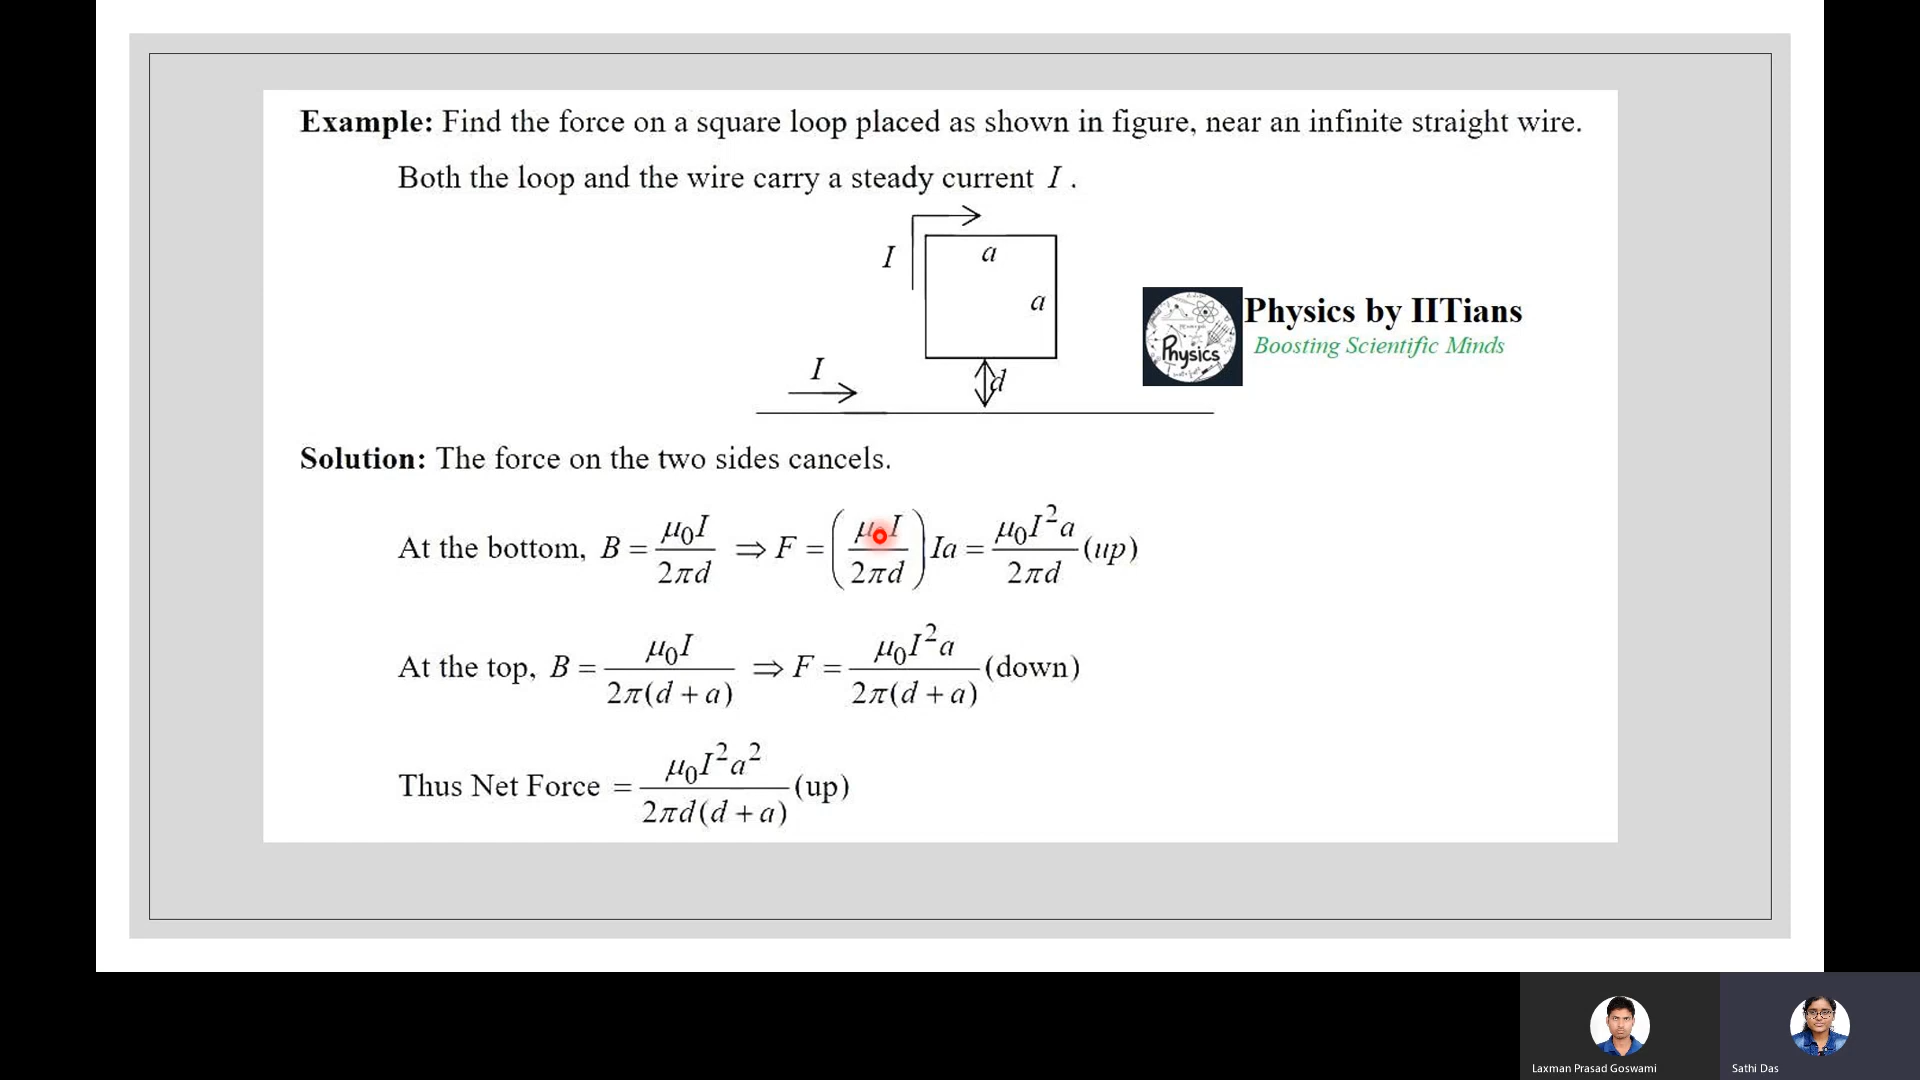 Example: Find the force on a square loop placed as shown in figure, near an infinite straight wire.
Both the loop and the wire carry a steady current I .
I
a
a
I
d
Physics
Physics by IITians
Boosting Scientific Minds
Solution: The force on the two sides cancels.
At the bottom, B = μ₀I / 2πd ⇒ F = (μ₀I / 2πd) Ia = μ₀I²a / 2πd (up)
At the top, B = μ₀I / 2π(d + a) ⇒ F = μ₀I²a / 2π(d + a) (down)
Thus Net Force = μ₀I²a² / 2πd(d + a) (up)
Laxman Prasad Goswami
Sathi Das